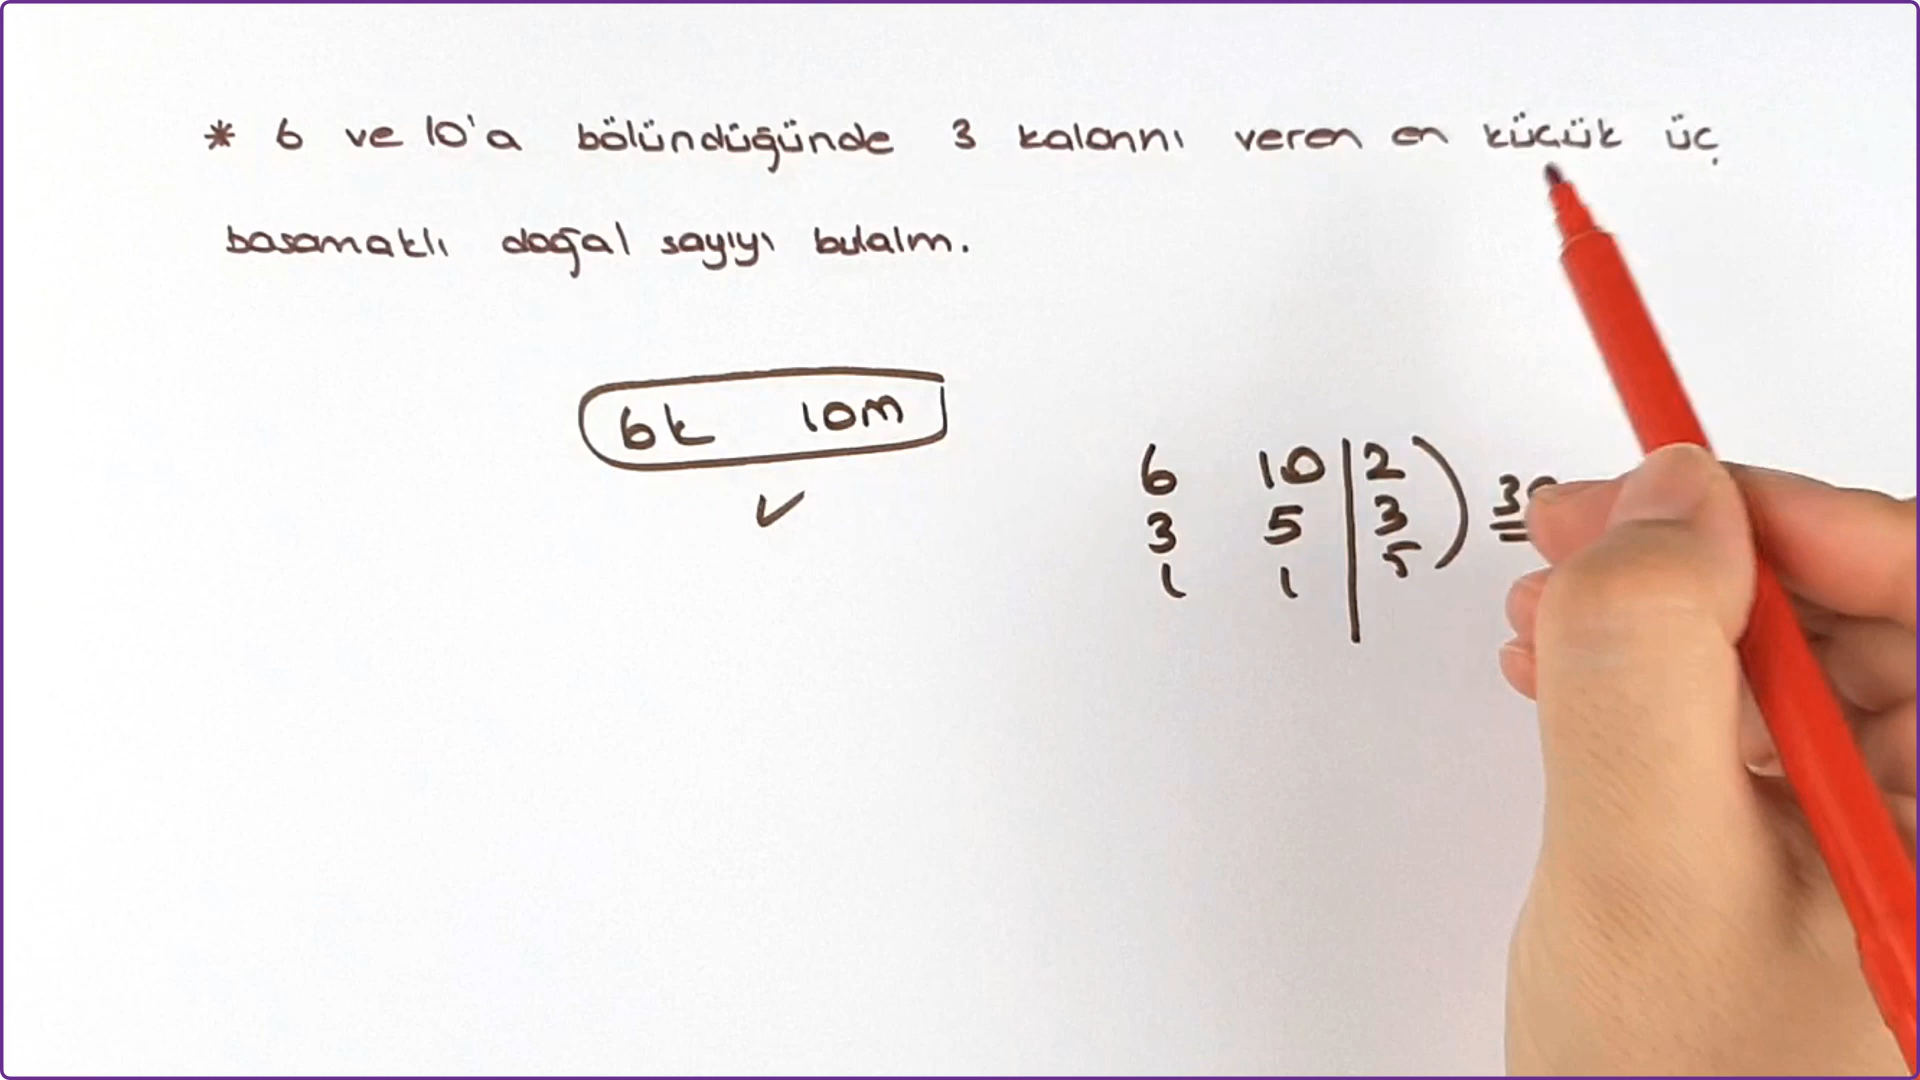 * 6 ve 10'a bölündüğünde 3 kalanını veren en küçük üç
basamaklı doğal sayıyı bulalım.
6k 10m
6 10 2
3 5 3
1 1 5